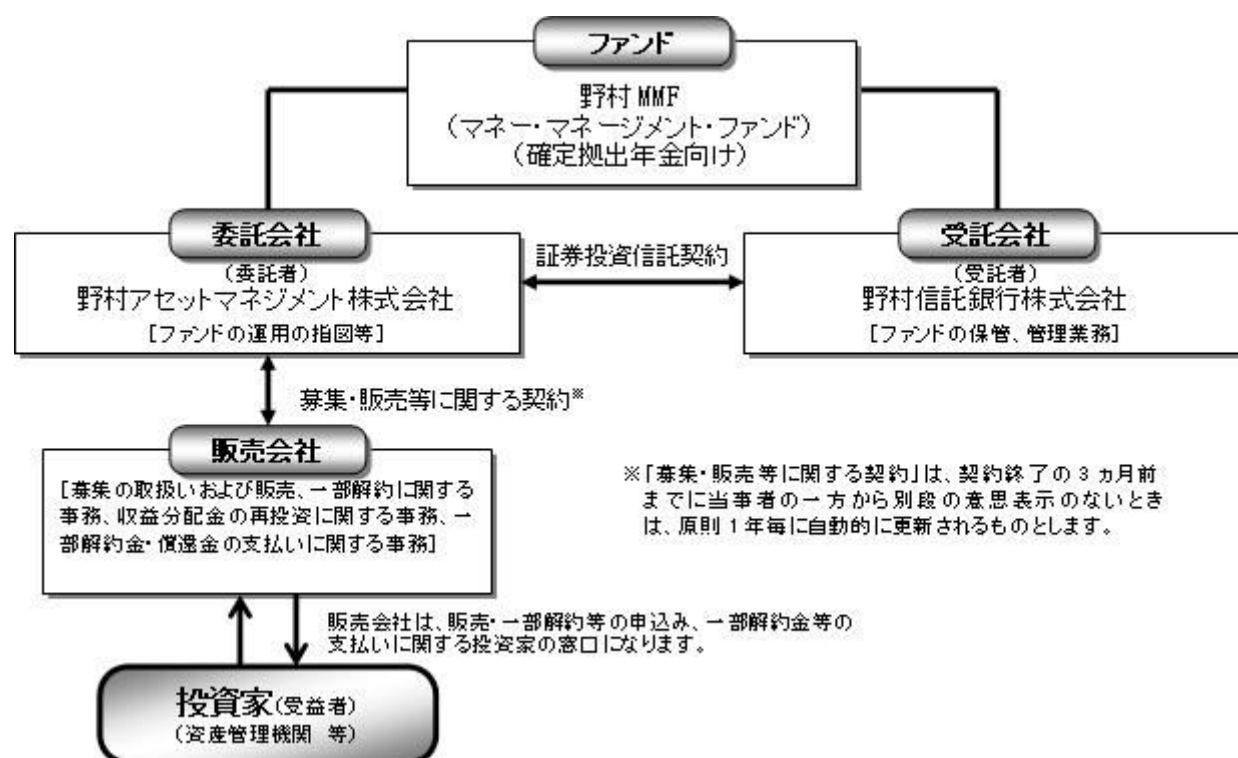 ファンド
野村MMF
(マネー・マネージメント・ファンド)
(確定拠出年金向け)
委託会社
(委託者)
野村アセットマネジメント株式会社
[ファンドの運用の指図等]
証券投資信託契約
受託会社
(受託者)
野村信託銀行株式会社
[ファンドの保管、管理業務]
募集・販売等に関する契約※
販売会社
[募集の取扱いおよび販売、一部解約に関する
事務、収益分配金の再投資に関する事務、一
部解約金・償還金の支払いに関する事務]
※「募集・販売等に関する契約」は、契約終了の3ヵ月前
までに当事者の一方から別段の意思表示のないとき
は、原則1年毎に自動的に更新されるものとします。
販売会社は、販売・一部解約等の申込み、一部解約金等の
支払いに関する投資家の窓口になります。
投資家(受益者)
(資産管理機関 等)